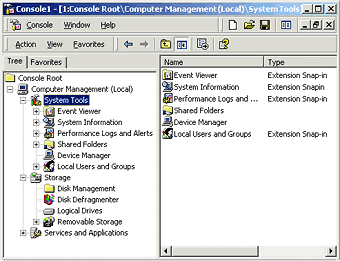 Console1 - [1:Console Root\Computer Management (Local)\System Tools]
Console Window Help
Action View Favorites
Tree Favorites
Console Root
Computer Management (Local)
System Tools
Event Viewer
System Information
Performance Logs and Alerts
Shared Folders
Device Manager
Local Users and Groups
Storage
Disk Management
Disk Defragmenter
Logical Drives
Removable Storage
Services and Applications
Name Type
Event Viewer Extension Snap-in
System Information Extension Snapin
Performance Logs and ... Extension Snap-in
Shared Folders
Device Manager
Local Users and Groups Extension Snap-in